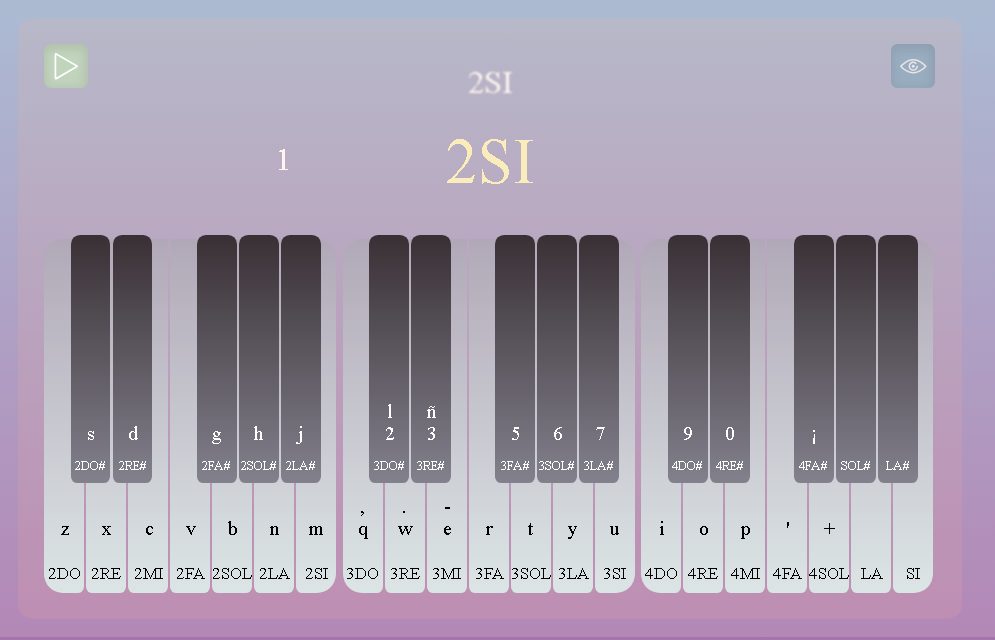 2SI
1 2SI
l ñ
s d g h j 2 3 5 6 7 9 0 ¡
2DO# 2RE# 2FA# 2SOL# 2LA# 3DO# 3RE# 3FA# 3SOL# 3LA# 4DO# 4RE# 4FA# SOL# LA#
, . -
z x c v b n m q w e r t y u i o p ' +
2DO 2RE 2MI 2FA 2SOL 2LA 2SI 3DO 3RE 3MI 3FA 3SOL 3LA 3SI 4DO 4RE 4MI 4FA 4SOL LA SI